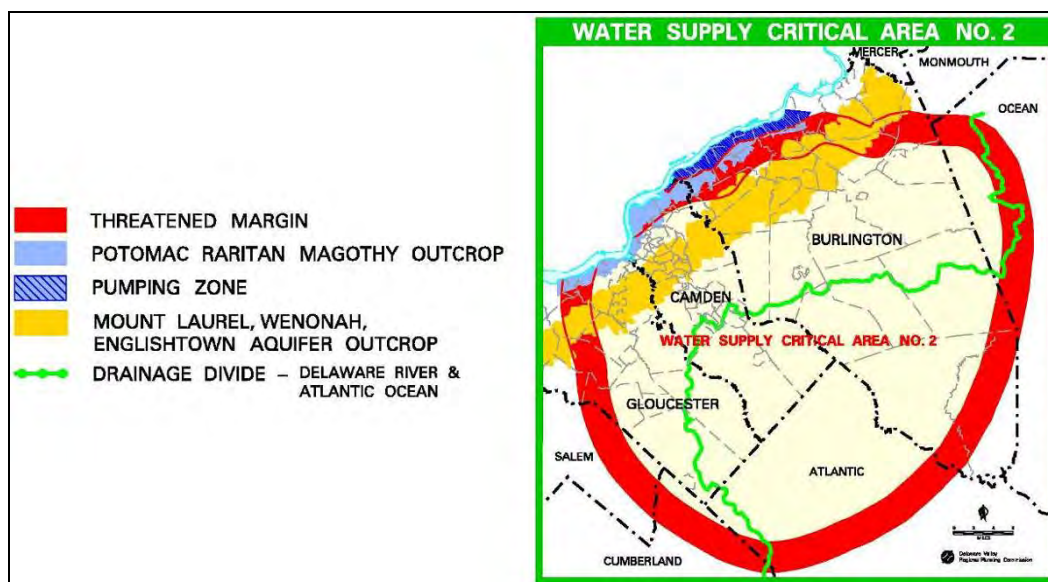 THREATENED MARGIN
POTOMAC RARITAN MAGOTHY OUTCROP
PUMPING ZONE
MOUNT LAUREL, WENONAH,
ENGLISHTOWN AQUIFER OUTCROP
DRAINAGE DIVIDE – DELAWARE RIVER &
ATLANTIC OCEAN
WATER SUPPLY CRITICAL AREA NO. 2
MERCER
MONMOUTH
OCEAN
BURLINGTON
CAMDEN
WATER SUPPLY CRITICAL AREA NO. 2
GLOUCESTER
SALEM
ATLANTIC
CUMBERLAND
MILES
Delaware Valley
Regional Planning Commission